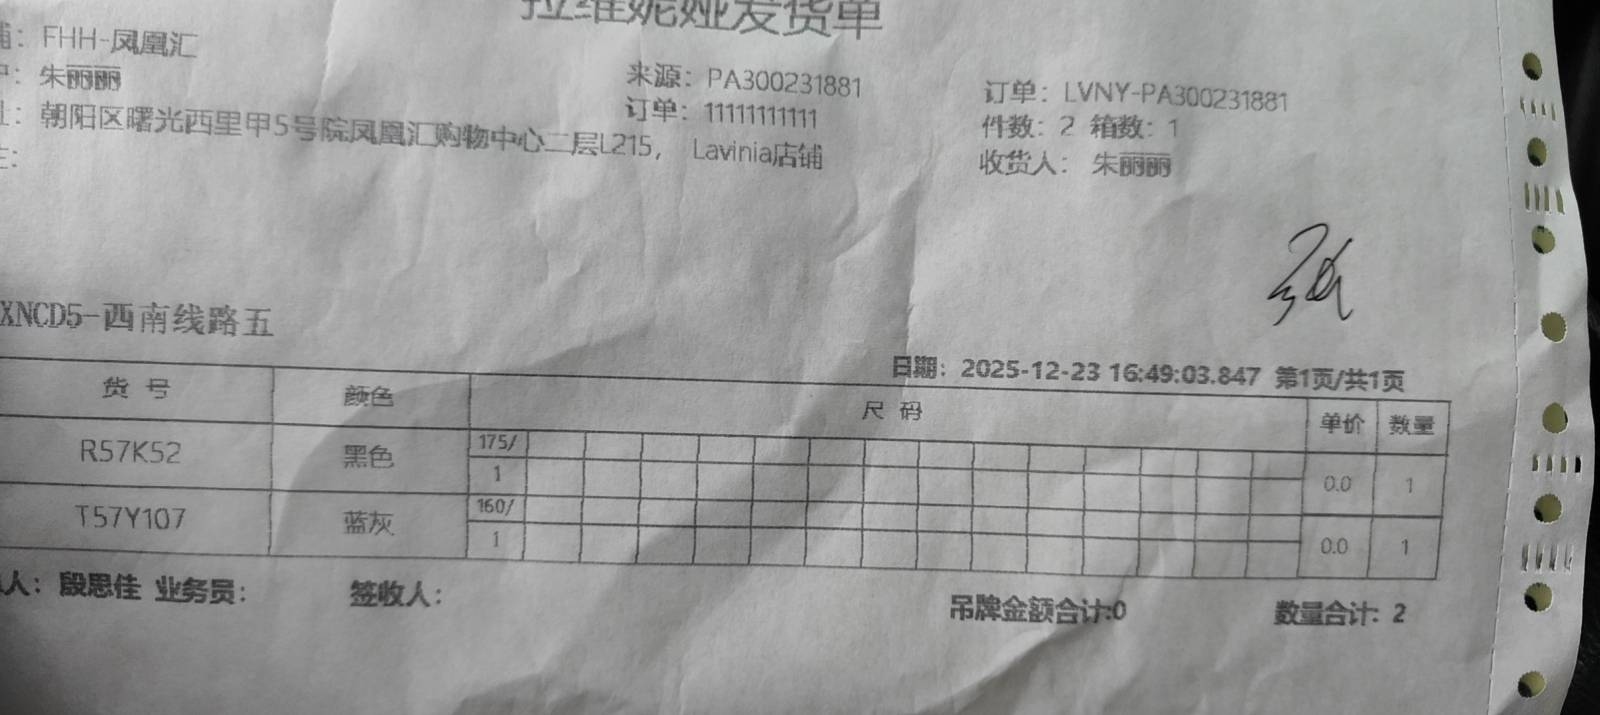 拉维妮娅发货单
铺：FHH-凤凰汇
户：朱丽丽 来源：PA300231881 订单：LVNY-PA300231881
址：朝阳区曙光西里甲5号院凤凰汇购物中心二层L215， Lavinia店铺 订单：11111111111 件数：2 箱数：1
注： 收货人： 朱丽丽
XNCD5-西南线路五
日期：2025-12-23 16:49:03.847 第1页/共1页
货 号 颜色 尺 码 单价 数量
R57K52 黑色 175/ 1 0.0 1
T57Y107 蓝灰 160/ 1 0.0 1
人：殷思佳 业务员： 签收人： 吊牌金额合计:0 数量合计：2